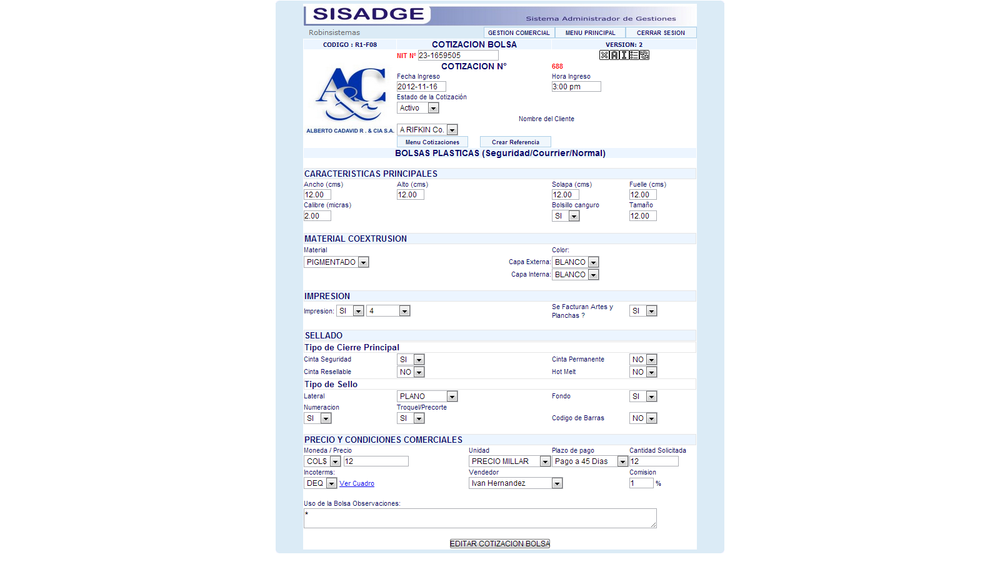 SISADGE
Sistema Administrador de Gestiones
Robinsistemas GESTION COMERCIAL MENU PRINCIPAL CERRAR SESION
CODIGO : R1-F08 COTIZACION BOLSA VERSION: 2
NIT Nº 23-1659505
COTIZACION Nº 688
Fecha Ingreso Hora Ingreso
2012-11-16 3:00 pm
Estado de la Cotización
Activo
Nombre del Cliente
A&C
ALBERTO CADAVID R . & CIA S.A. A RIFKIN Co.
Menu Cotizaciones Crear Referencia
BOLSAS PLASTICAS (Seguridad/Courrier/Normal)
CARACTERISTICAS PRINCIPALES
Ancho (cms) Alto (cms) Solapa (cms) Fuelle (cms)
12.00 12.00 12.00 12.00
Calibre (micras) Bolsillo canguro Tamaño
2.00 SI 12.00
MATERIAL COEXTRUSION
Material Color:
PIGMENTADO Capa Externa: BLANCO
Capa Interna: BLANCO
IMPRESION
Impresion: SI 4 Se Facturan Artes y
Planchas ? SI
SELLADO
Tipo de Cierre Principal
Cinta Seguridad SI Cinta Permanente NO
Cinta Resellable NO Hot Melt NO
Tipo de Sello
Lateral PLANO Fondo SI
Numeracion Troquel/Precorte
SI SI Codigo de Barras NO
PRECIO Y CONDICIONES COMERCIALES
Moneda / Precio Unidad Plazo de pago Cantidad Solicitada
COL$ 12 PRECIO MILLAR Pago a 45 Dias 12
Incoterms: Vendedor Comision
DEQ Ver Cuadro Ivan Hernandez 1 %
Uso de la Bolsa Observaciones:
*
EDITAR COTIZACION BOLSA